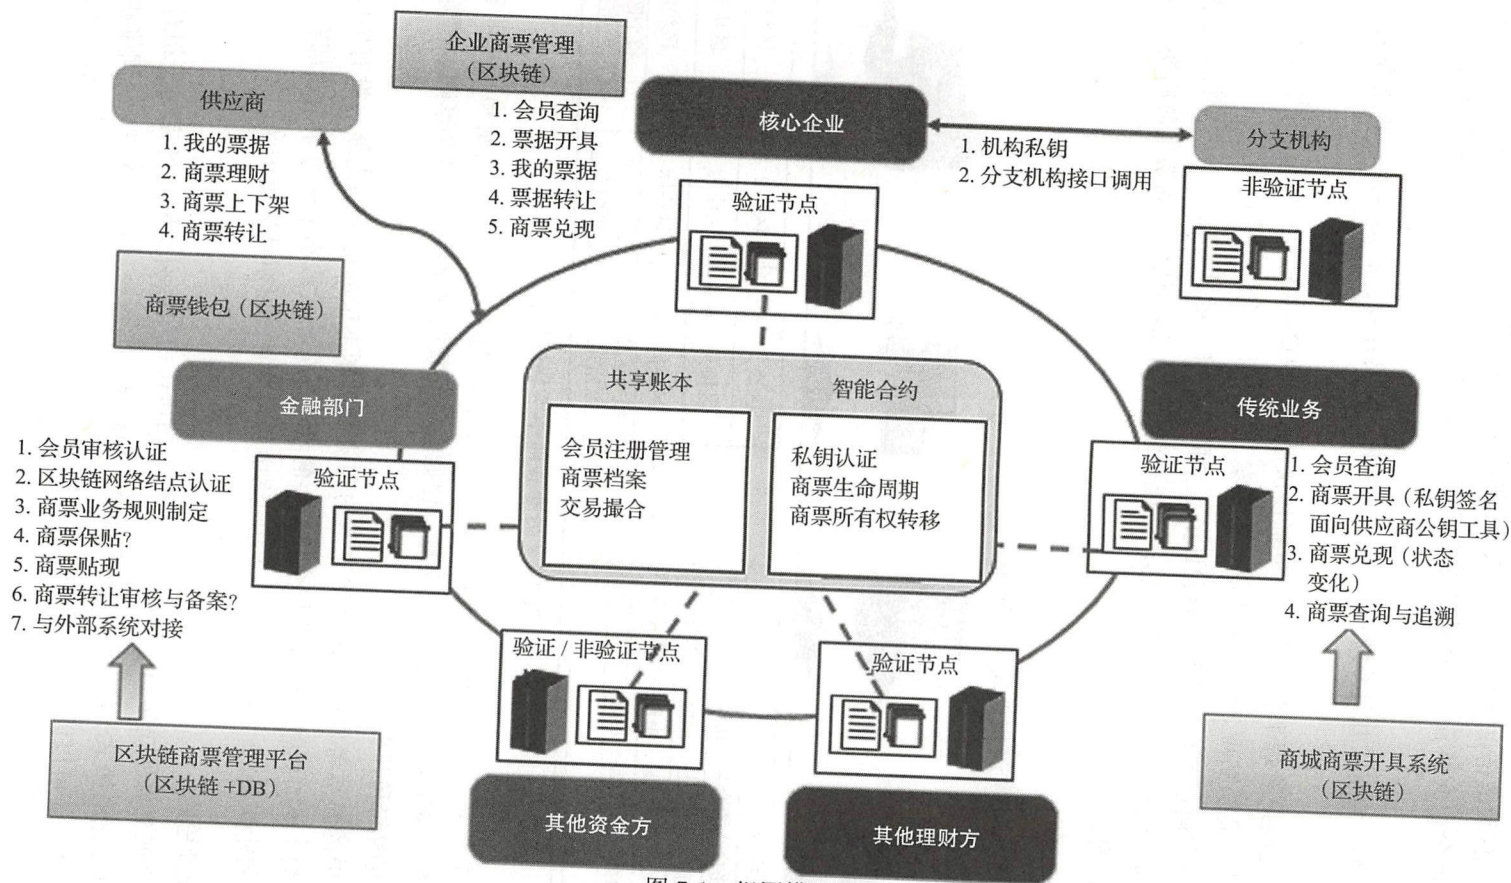 企业商票管理
（区块链）
1. 会员查询
2. 票据开具
3. 我的票据
4. 票据转让
5. 商票兑现
供应商
1. 我的票据
2. 商票理财
3. 商票上下架
4. 商票转让
商票钱包（区块链）
核心企业
验证节点
1. 机构私钥
2. 分支机构接口调用
分支机构
非验证节点
共享账本
会员注册管理
商票档案
交易撮合
智能合约
私钥认证
商票生命周期
商票所有权转移
金融部门
验证节点
1. 会员审核认证
2. 区块链网络结点认证
3. 商票业务规则制定
4. 商票保贴?
5. 商票贴现
6. 商票转让审核与备案?
7. 与外部系统对接
区块链商票管理平台
（区块链 +DB）
传统业务
验证节点
1. 会员查询
2. 商票开具（私钥签名
面向供应商公钥工具）
3. 商票兑现（状态
变化）
4. 商票查询与追溯
商城商票开具系统
（区块链）
验证 / 非验证节点
其他资金方
验证节点
其他理财方